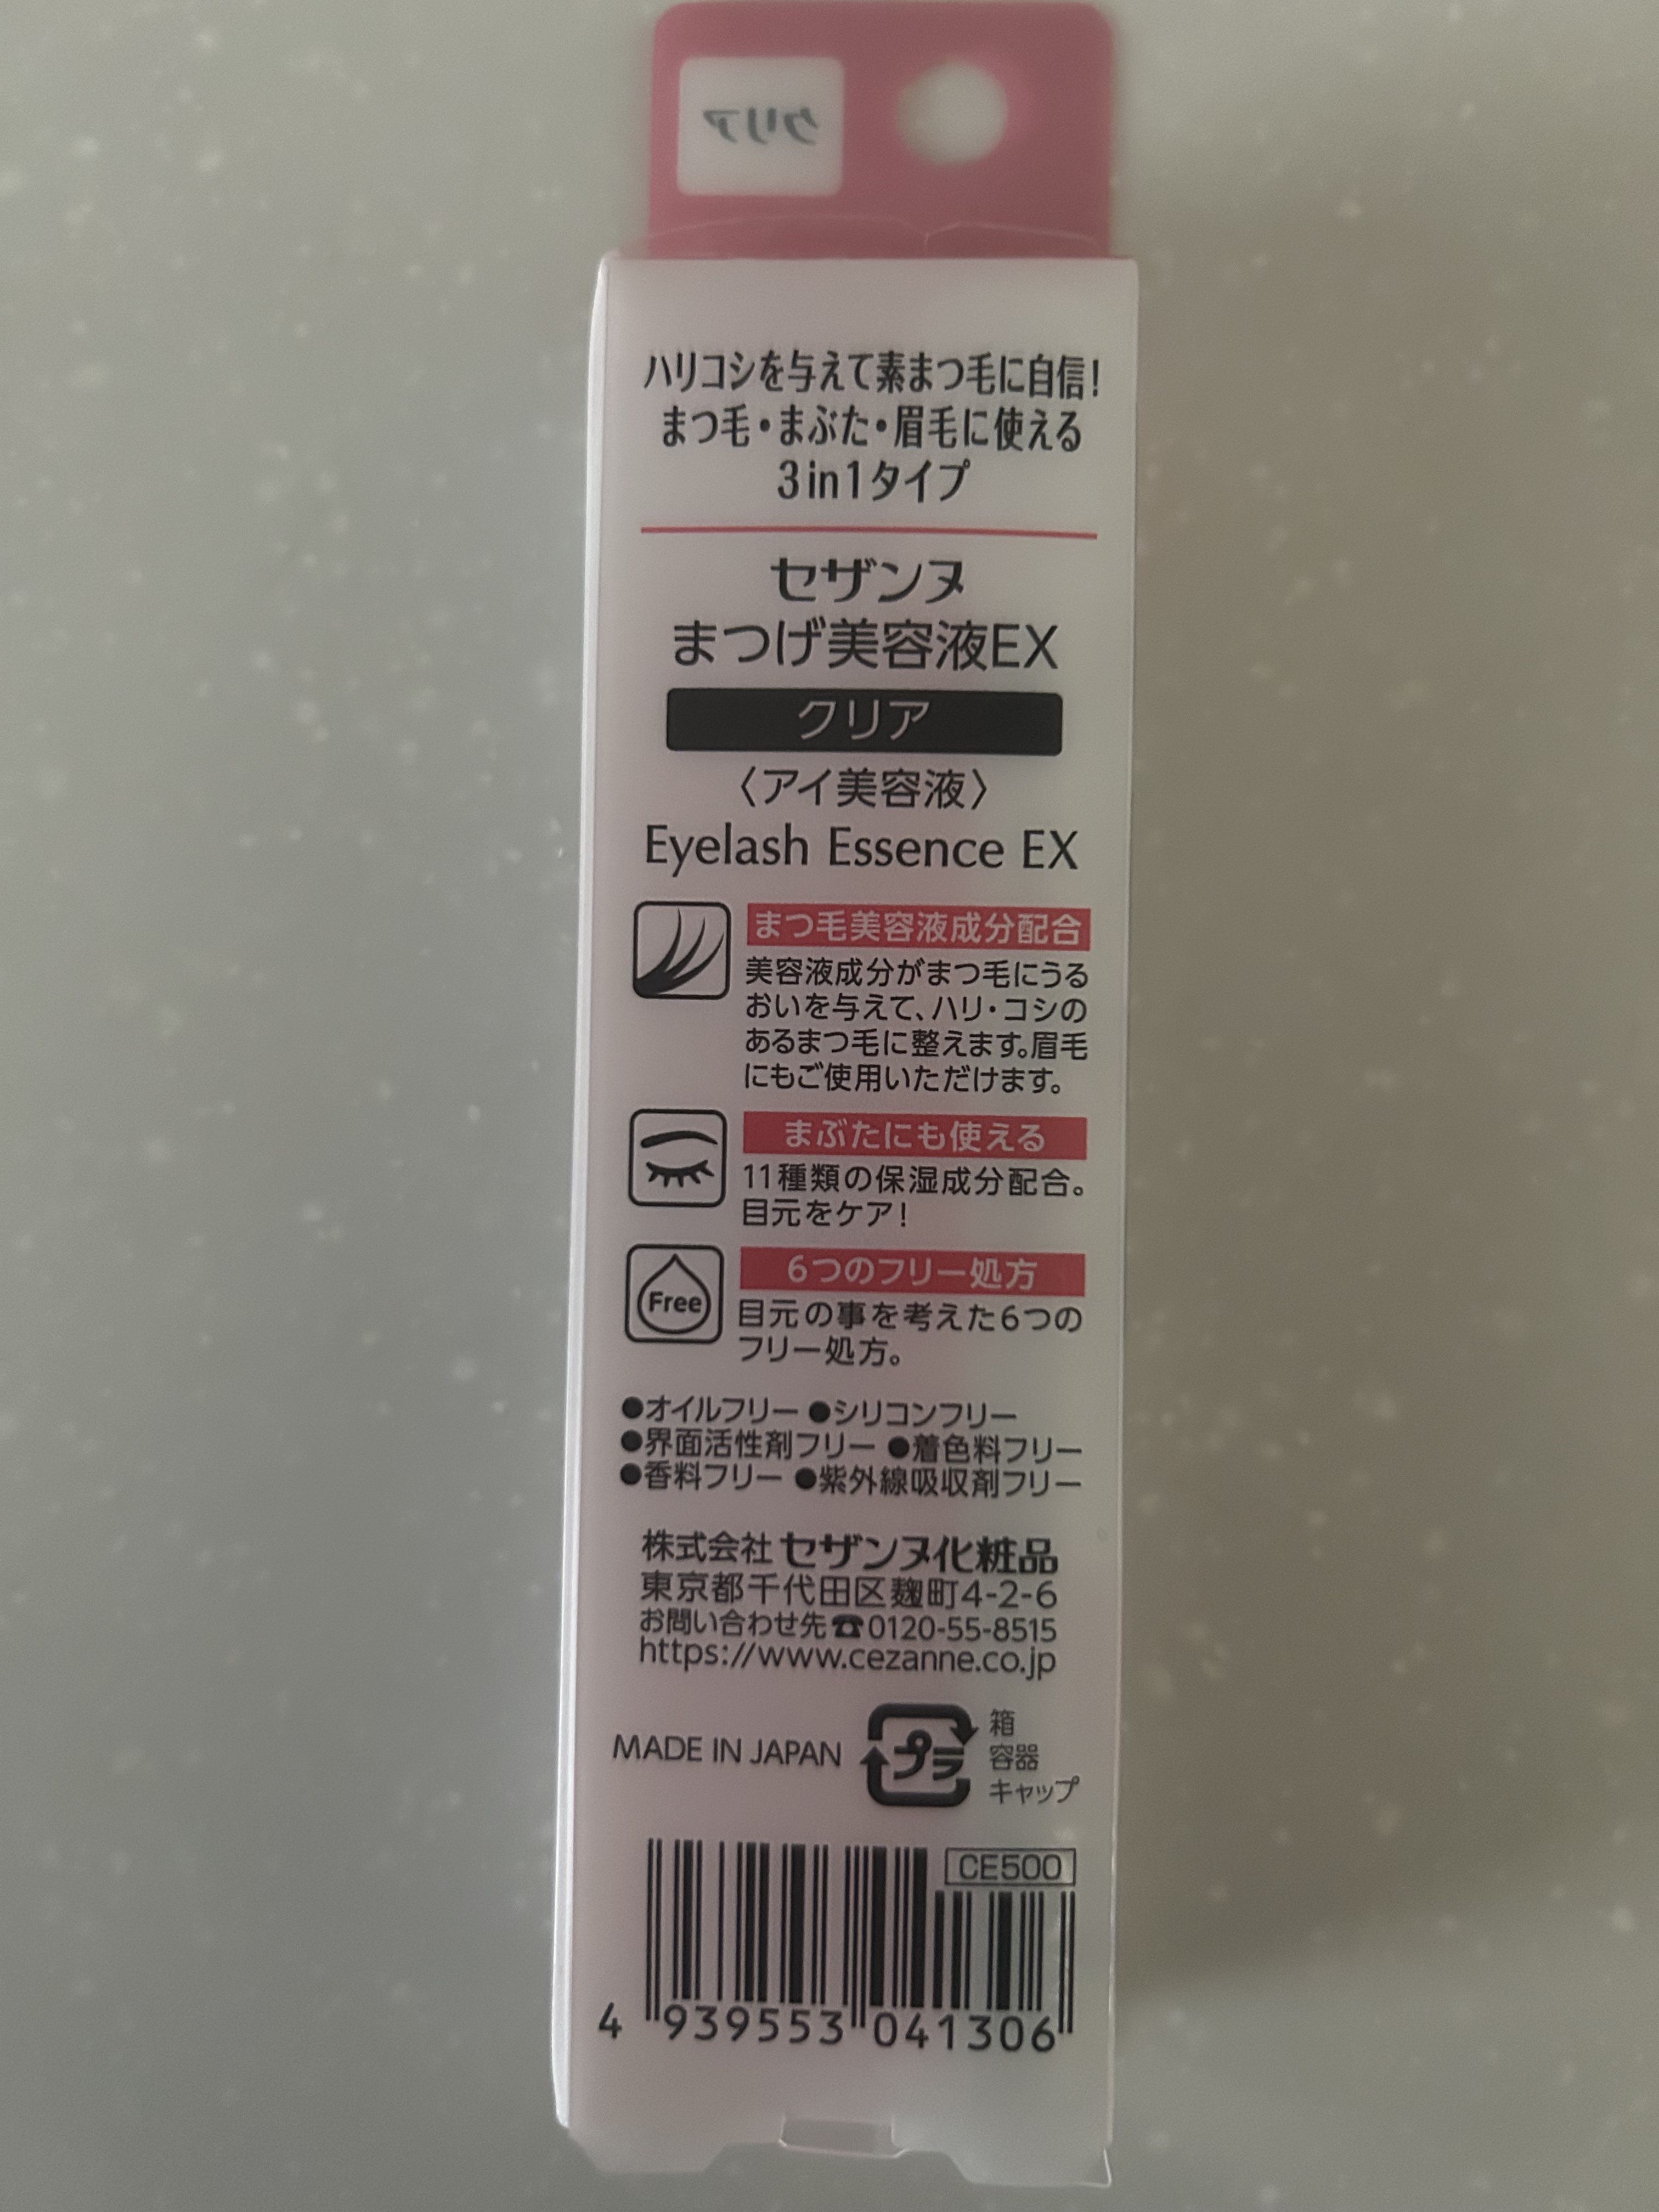 クリア
ハリコシを与えて素まつ毛に自信!
まつ毛・まぶた・眉毛に使える
3in1タイプ
セザンヌ
まつげ美容液EX
クリア
〈アイ美容液〉
Eyelash Essence EX
まつ毛美容液成分配合
美容液成分がまつ毛にうる
おいを与えて、ハリ・コシの
あるまつ毛に整えます。眉毛
にもご使用いただけます。
まぶたにも使える
11種類の保湿成分配合。
目元をケア!
Free
6つのフリー処方
目元の事を考えた6つの
フリー処方。
●オイルフリー ●シリコンフリー
●界面活性剤フリー ●着色料フリー
●香料フリー ●紫外線吸収剤フリー
株式会社 セザンヌ化粧品
東京都千代田区麹町4-2-6
お問い合わせ先☎0120-55-8515
https://www.cezanne.co.jp
MADE IN JAPAN
プラ
箱
容器
キャップ
CE500
4 939553 041306